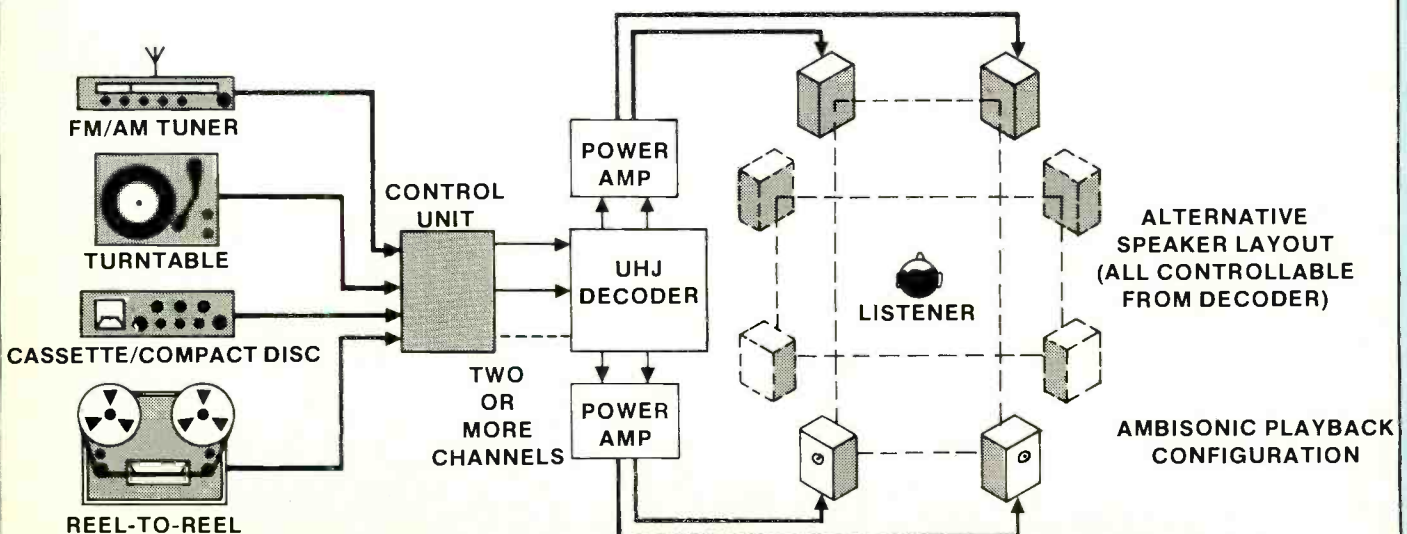 FM/AM TUNER
TURNTABLE
CASSETTE/COMPACT DISC
REEL-TO-REEL
CONTROL
UNIT
TWO
OR
MORE
CHANNELS
POWER
AMP
UHJ
DECODER
POWER
AMP
LISTENER
ALTERNATIVE
SPEAKER LAYOUT
(ALL CONTROLLABLE
FROM DECODER)
AMBISONIC PLAYBACK
CONFIGURATION